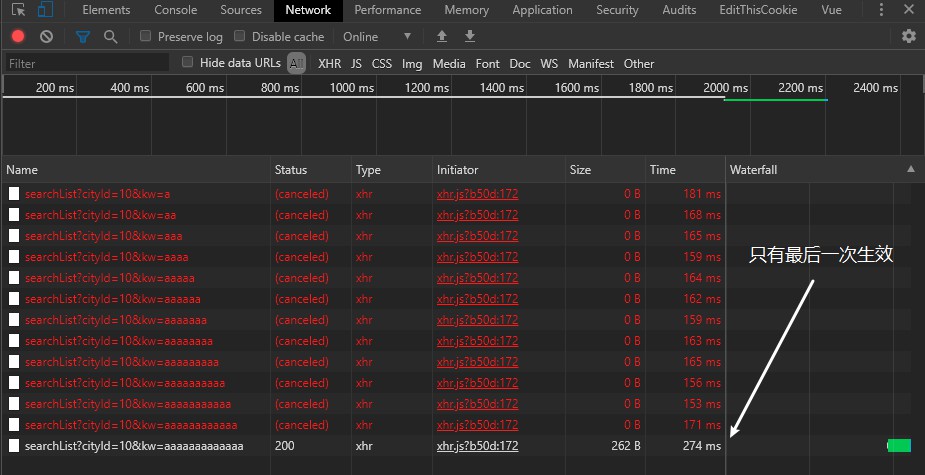 Elements Console Sources Network Performance Memory Application Security Audits EditThisCookie Vue
Preserve log Disable cache Online
Filter Hide data URLs All XHR JS CSS Img Media Font Doc WS Manifest Other
200 ms 400 ms 600 ms 800 ms 1000 ms 1200 ms 1400 ms 1600 ms 1800 ms 2000 ms 2200 ms 2400 ms
Name Status Type Initiator Size Time Waterfall
searchList?cityId=10&kw=a (canceled) xhr xhr.js?b50d:172 0 B 181 ms
searchList?cityId=10&kw=aa (canceled) xhr xhr.js?b50d:172 0 B 168 ms
searchList?cityId=10&kw=aaa (canceled) xhr xhr.js?b50d:172 0 B 165 ms
searchList?cityId=10&kw=aaaa (canceled) xhr xhr.js?b50d:172 0 B 159 ms
只有最后一次生效
searchList?cityId=10&kw=aaaaa (canceled) xhr xhr.js?b50d:172 0 B 164 ms
searchList?cityId=10&kw=aaaaaa (canceled) xhr xhr.js?b50d:172 0 B 162 ms
searchList?cityId=10&kw=aaaaaaa (canceled) xhr xhr.js?b50d:172 0 B 159 ms
searchList?cityId=10&kw=aaaaaaaa (canceled) xhr xhr.js?b50d:172 0 B 163 ms
searchList?cityId=10&kw=aaaaaaaaa (canceled) xhr xhr.js?b50d:172 0 B 165 ms
searchList?cityId=10&kw=aaaaaaaaaa (canceled) xhr xhr.js?b50d:172 0 B 156 ms
searchList?cityId=10&kw=aaaaaaaaaaa (canceled) xhr xhr.js?b50d:172 0 B 153 ms
searchList?cityId=10&kw=aaaaaaaaaaaa (canceled) xhr xhr.js?b50d:172 0 B 171 ms
searchList?cityId=10&kw=aaaaaaaaaaaaa 200 xhr xhr.js?b50d:172 262 B 274 ms